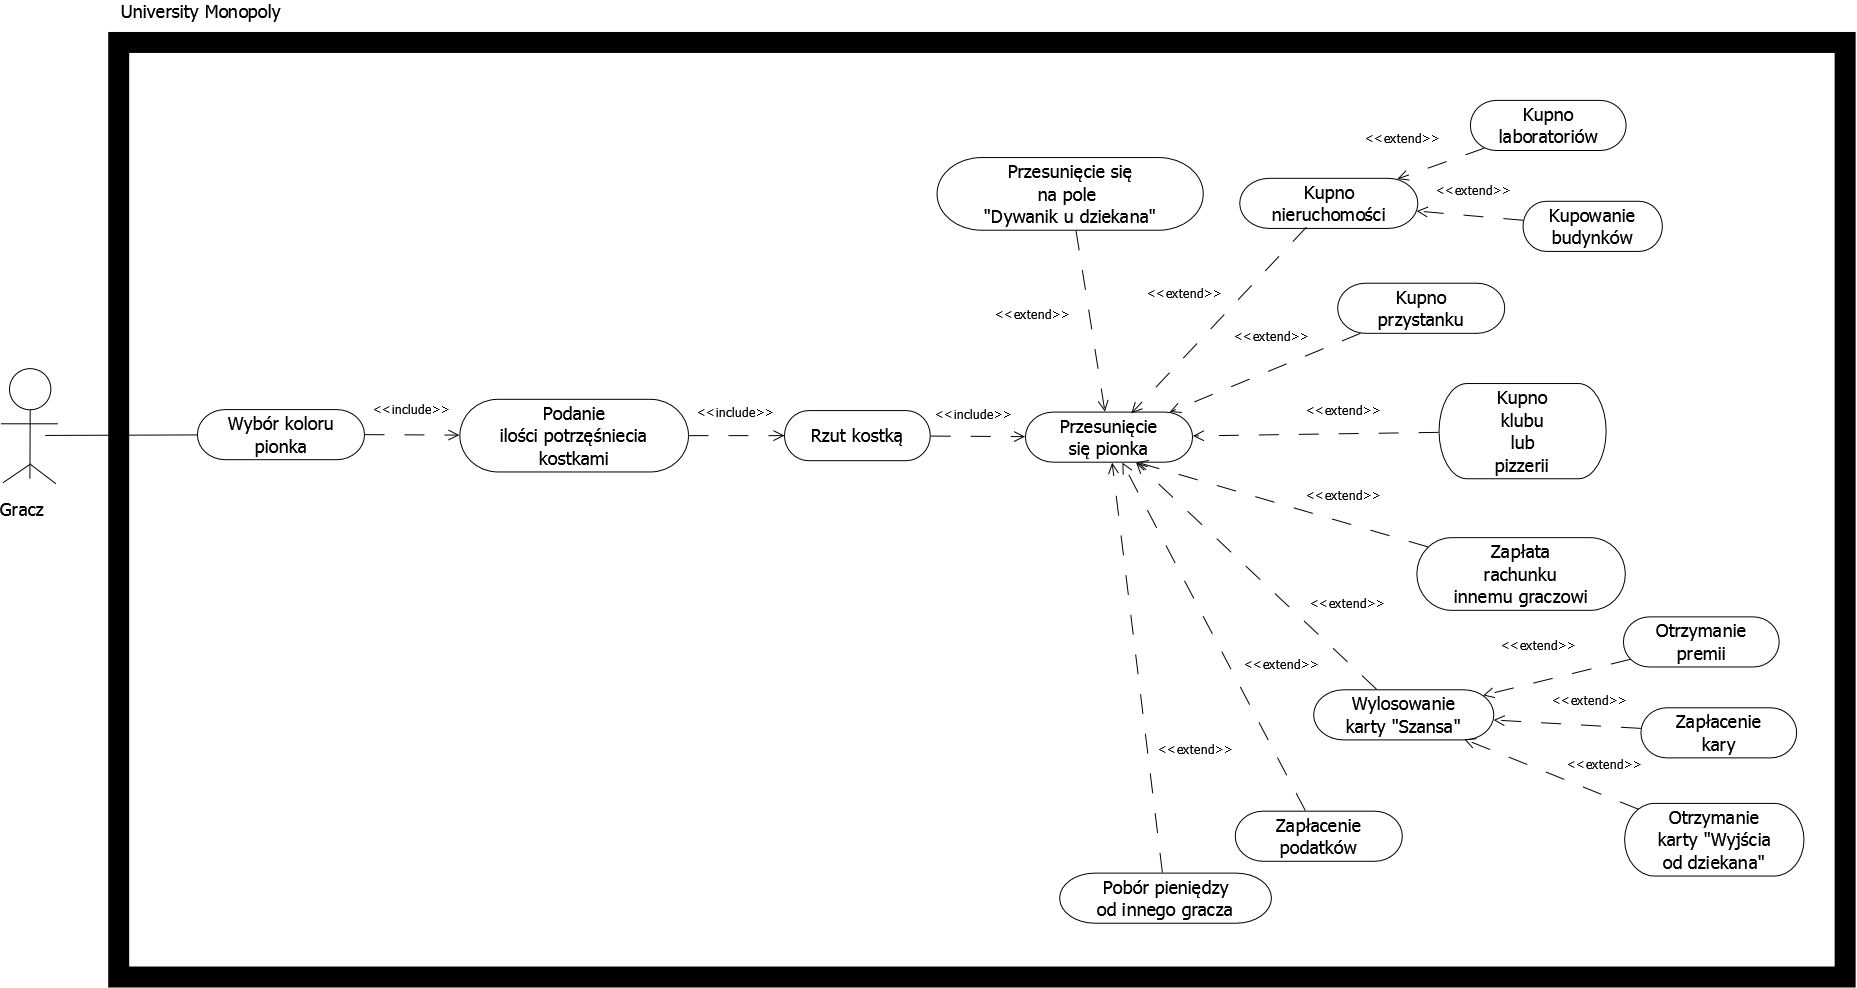 University Monopoly
Gracz
Wybór koloru
pionka
<<include>>
Podanie
ilości potrzęśniecia
kostkami
<<include>>
Rzut kostką
<<include>>
Przesunięcie
się pionka
Przesunięcie się
na pole
"Dywanik u dziekana"
<<extend>>
Kupno
nieruchomości
<<extend>>
Kupno
laboratoriów
<<extend>>
Kupowanie
budynków
<<extend>>
Kupno
przystanku
<<extend>>
Kupno
klubu
lub
pizzerii
<<extend>>
Zapłata
rachunku
innemu graczowi
<<extend>>
Wylosowanie
karty "Szansa"
<<extend>>
Otrzymanie
premii
<<extend>>
Zapłacenie
kary
<<extend>>
Otrzymanie
karty "Wyjścia
od dziekana"
<<extend>>
Zapłacenie
podatków
<<extend>>
Pobór pieniędzy
od innego gracza
<<extend>>